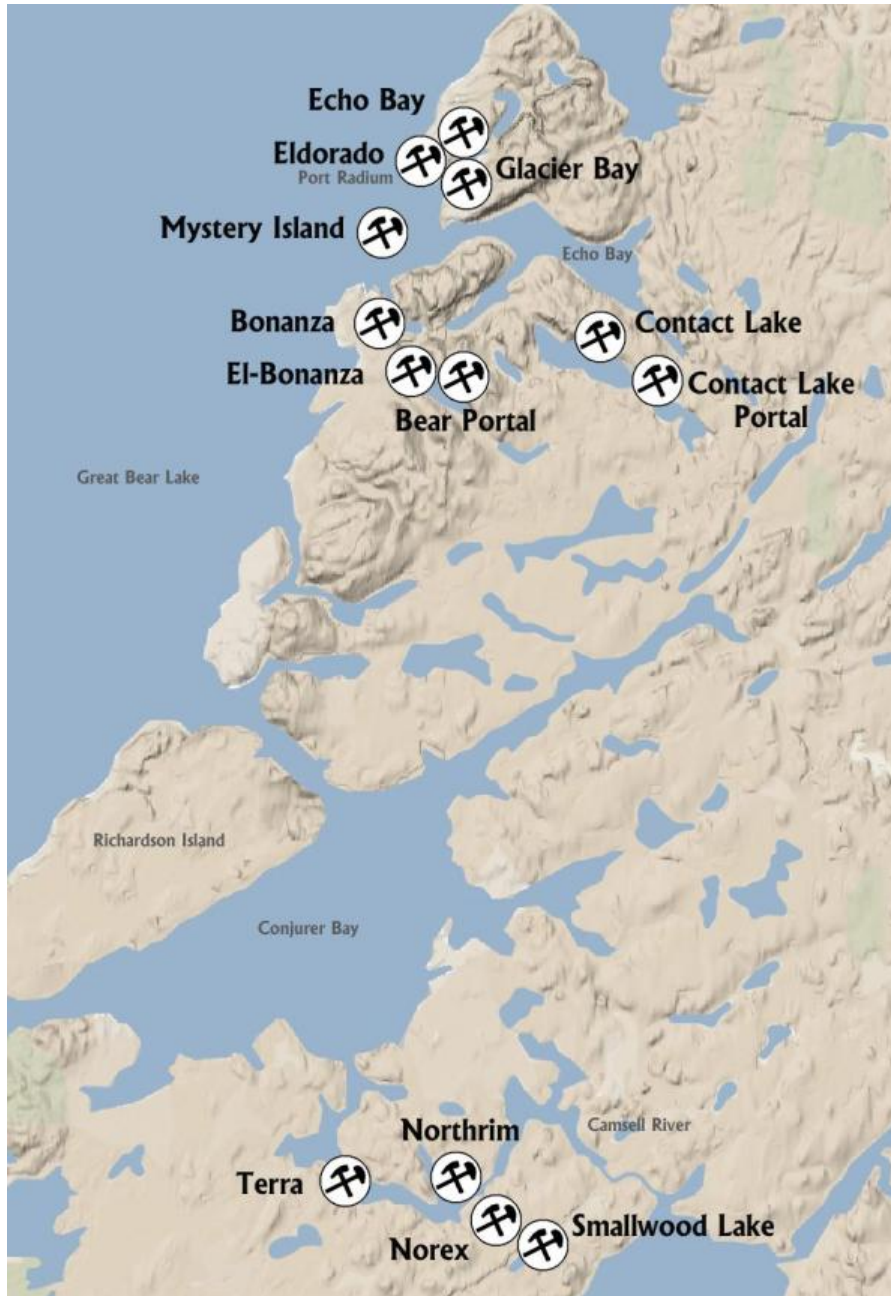 Echo Bay
Eldorado
Port Radium
Glacier Bay
Mystery Island
Echo Bay
Bonanza
Contact Lake
El-Bonanza
Contact Lake
Portal
Bear Portal
Great Bear Lake
Richardson Island
Conjurer Bay
Camsell River
Northrim
Terra
Smallwood Lake
Norex